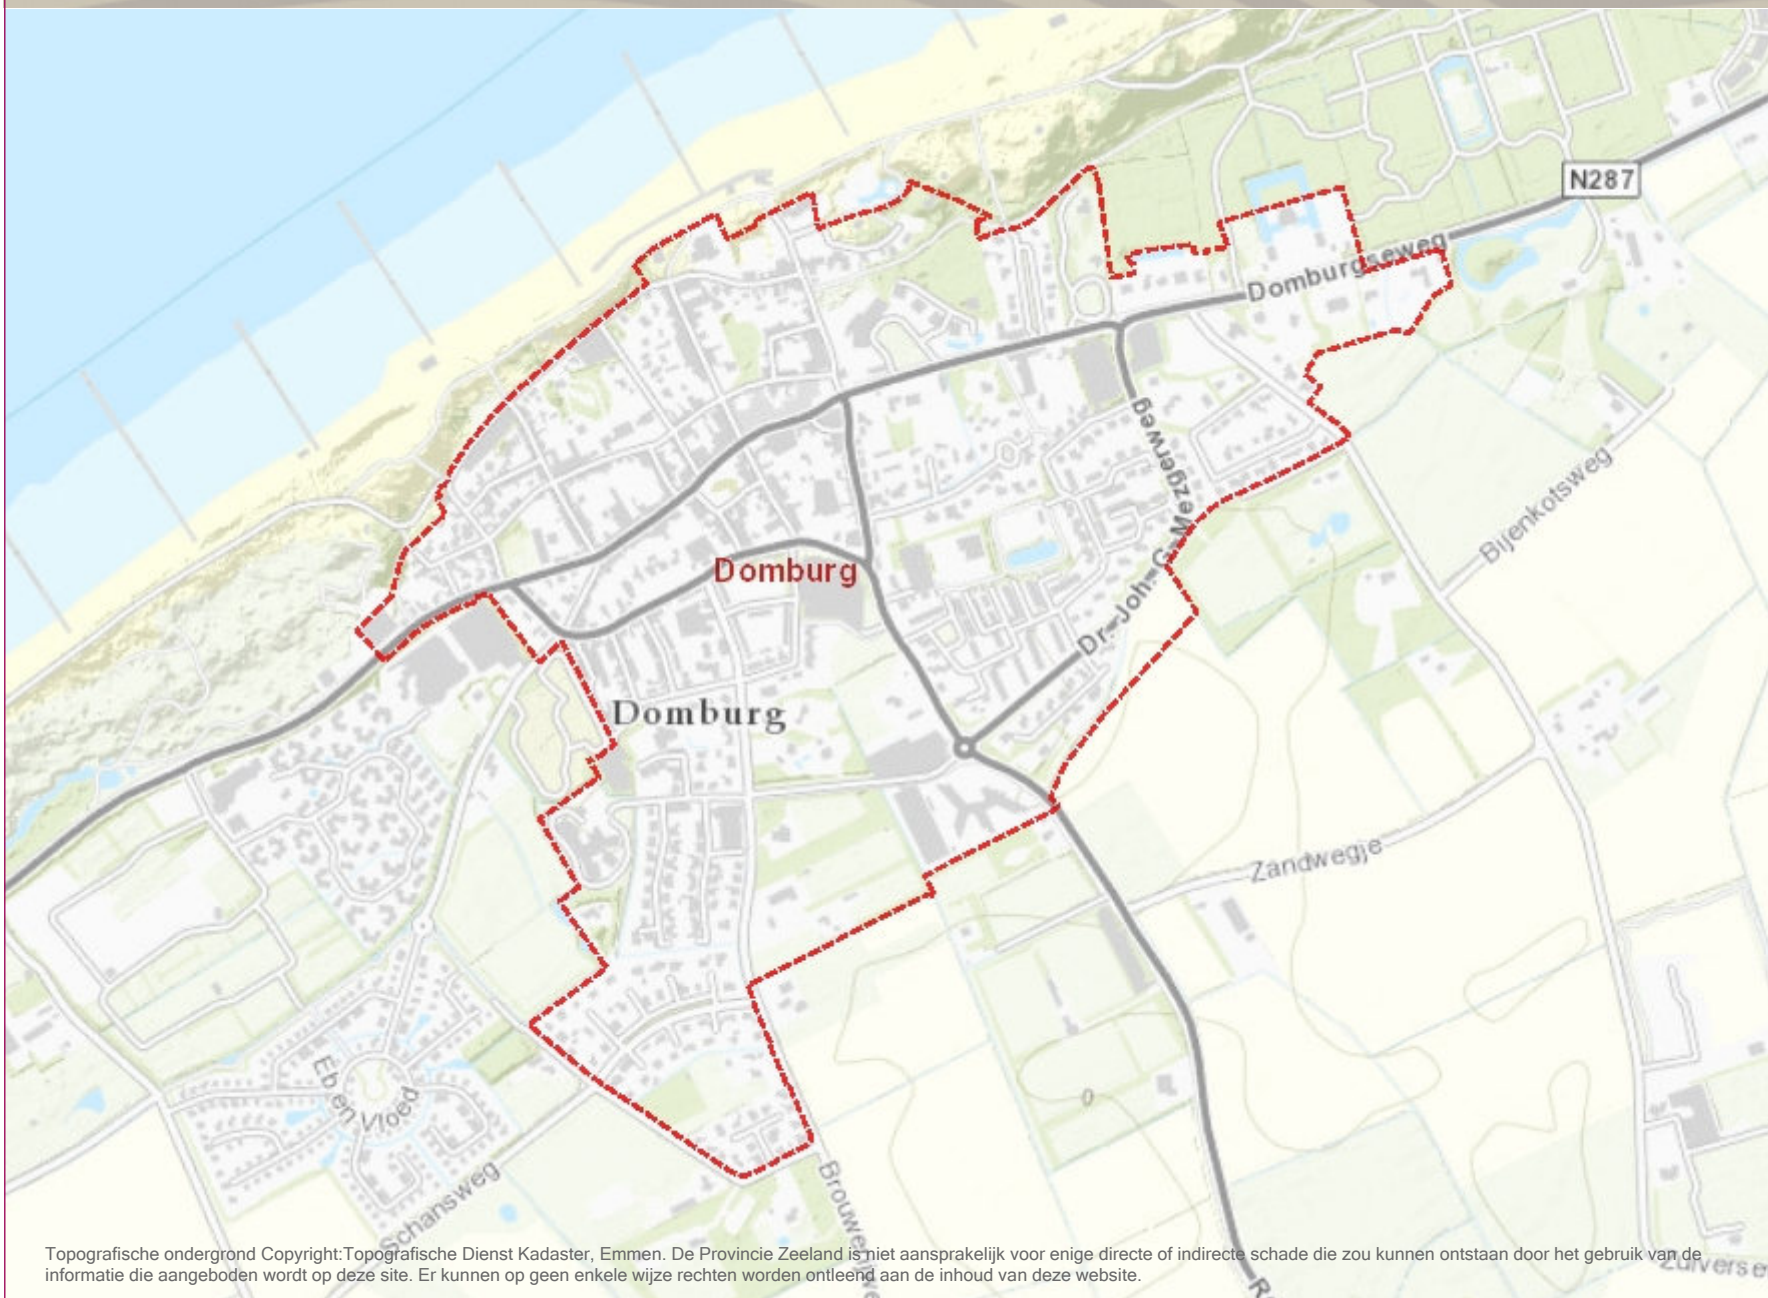 N287
Domburgseweg
Dr. Joh. G. Mezgerweg
Bijenkotsweg
Domburg
Domburg
Zandwegje
Eben Vloed
0
Schansweg
Topografische ondergrond Copyright:Topografische Dienst Kadaster, Emmen. De Provincie Zeeland is niet aansprakelijk voor enige directe of indirecte schade die zou kunnen ontstaan door het gebruik van de
informatie die aangeboden wordt op deze site. Er kunnen op geen enkele wijze rechten worden ontleend aan de inhoud van deze website.